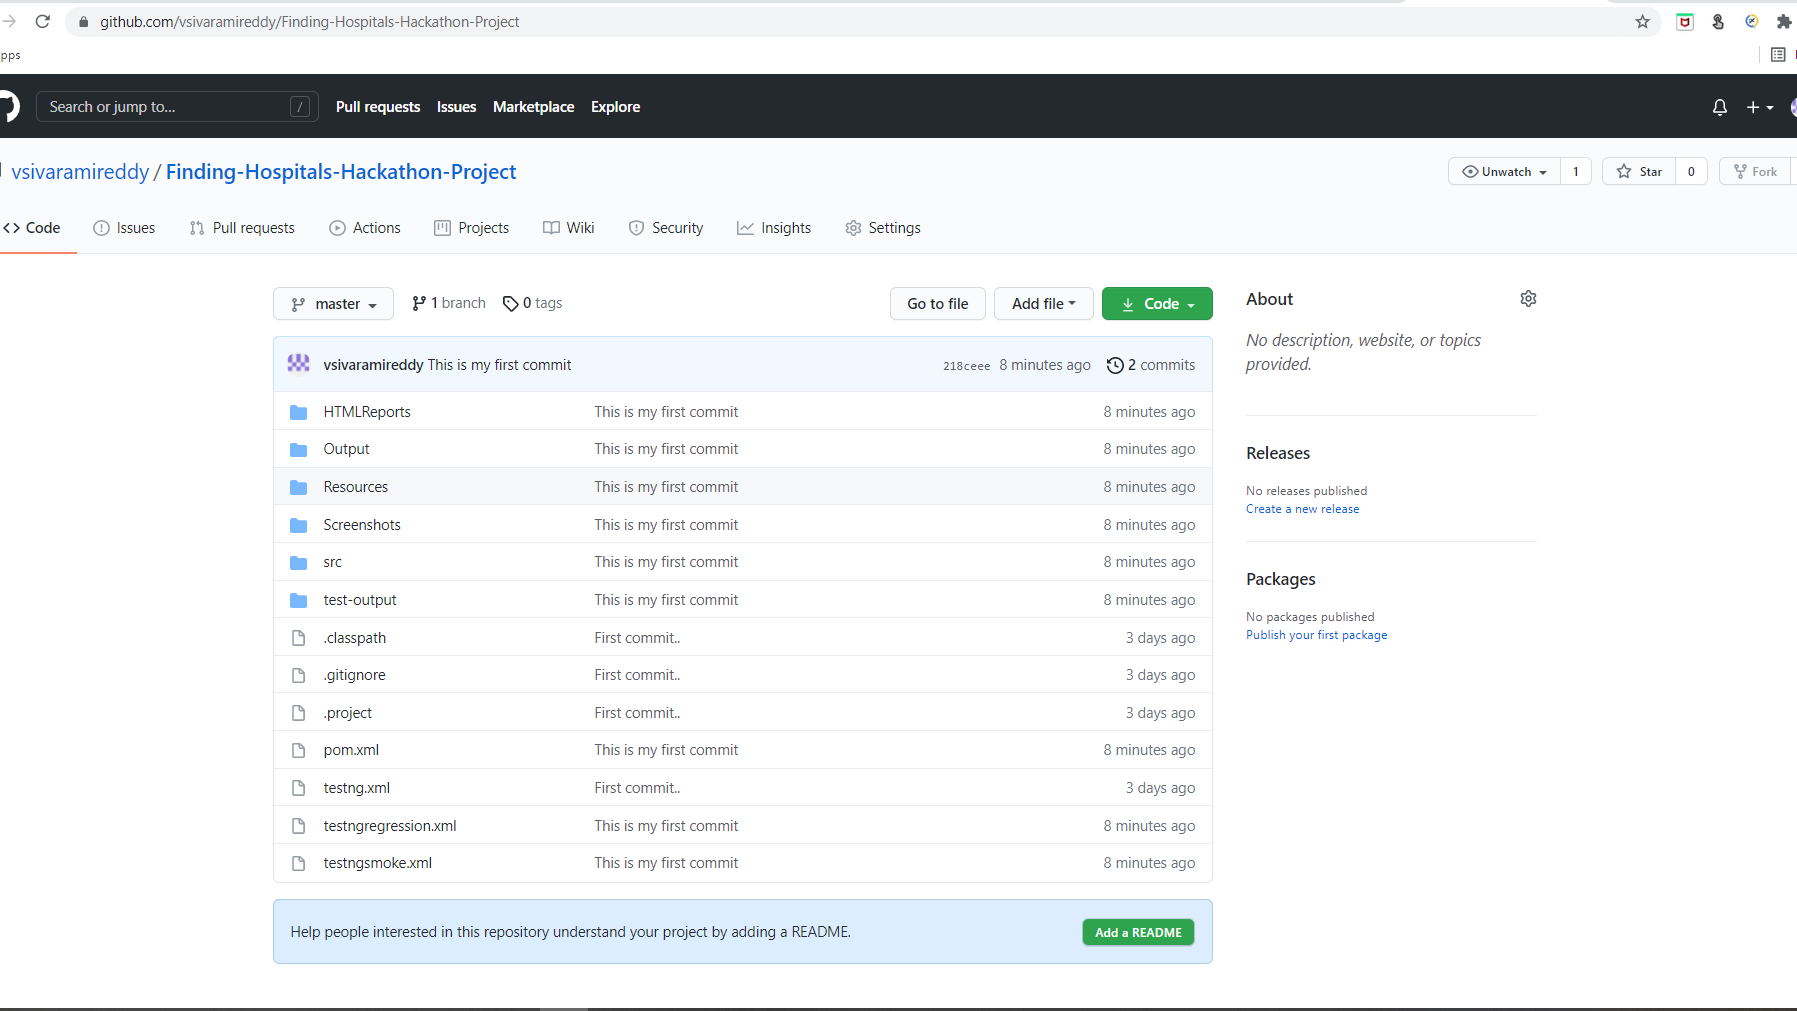 github.com/vsivaramireddy/Finding-Hospitals-Hackathon-Project
pps
Search or jump to... / Pull requests Issues Marketplace Explore
vsivaramireddy / Finding-Hospitals-Hackathon-Project Unwatch 1 Star 0 Fork
Code Issues Pull requests Actions Projects Wiki Security Insights Settings
master 1 branch 0 tags Go to file Add file Code
vsivaramireddy This is my first commit 218ceee 8 minutes ago 2 commits
HTMLReports This is my first commit 8 minutes ago
Output This is my first commit 8 minutes ago
Resources This is my first commit 8 minutes ago
Screenshots This is my first commit 8 minutes ago
src This is my first commit 8 minutes ago
test-output This is my first commit 8 minutes ago
.classpath First commit.. 3 days ago
.gitignore First commit.. 3 days ago
.project First commit.. 3 days ago
pom.xml This is my first commit 8 minutes ago
testng.xml First commit.. 3 days ago
testngregression.xml This is my first commit 8 minutes ago
testngsmoke.xml This is my first commit 8 minutes ago
Help people interested in this repository understand your project by adding a README. Add a README
About
No description, website, or topics
provided.
Releases
No releases published
Create a new release
Packages
No packages published
Publish your first package